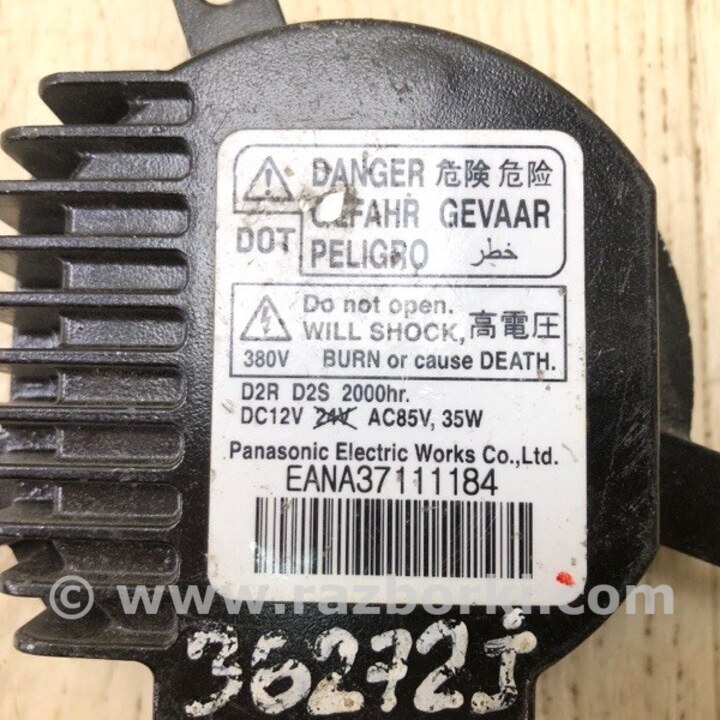 DANGER 危険 危险
GEFAHR GEVAAR
DOT PELIGRO خطر
Do not open.
WILL SHOCK, 高電圧
380V BURN or cause DEATH.
D2R D2S 2000hr.
DC12V 24V AC85V, 35W
Panasonic Electric Works Co.,Ltd.
EANA37111184
© www.razborki.com
36272j